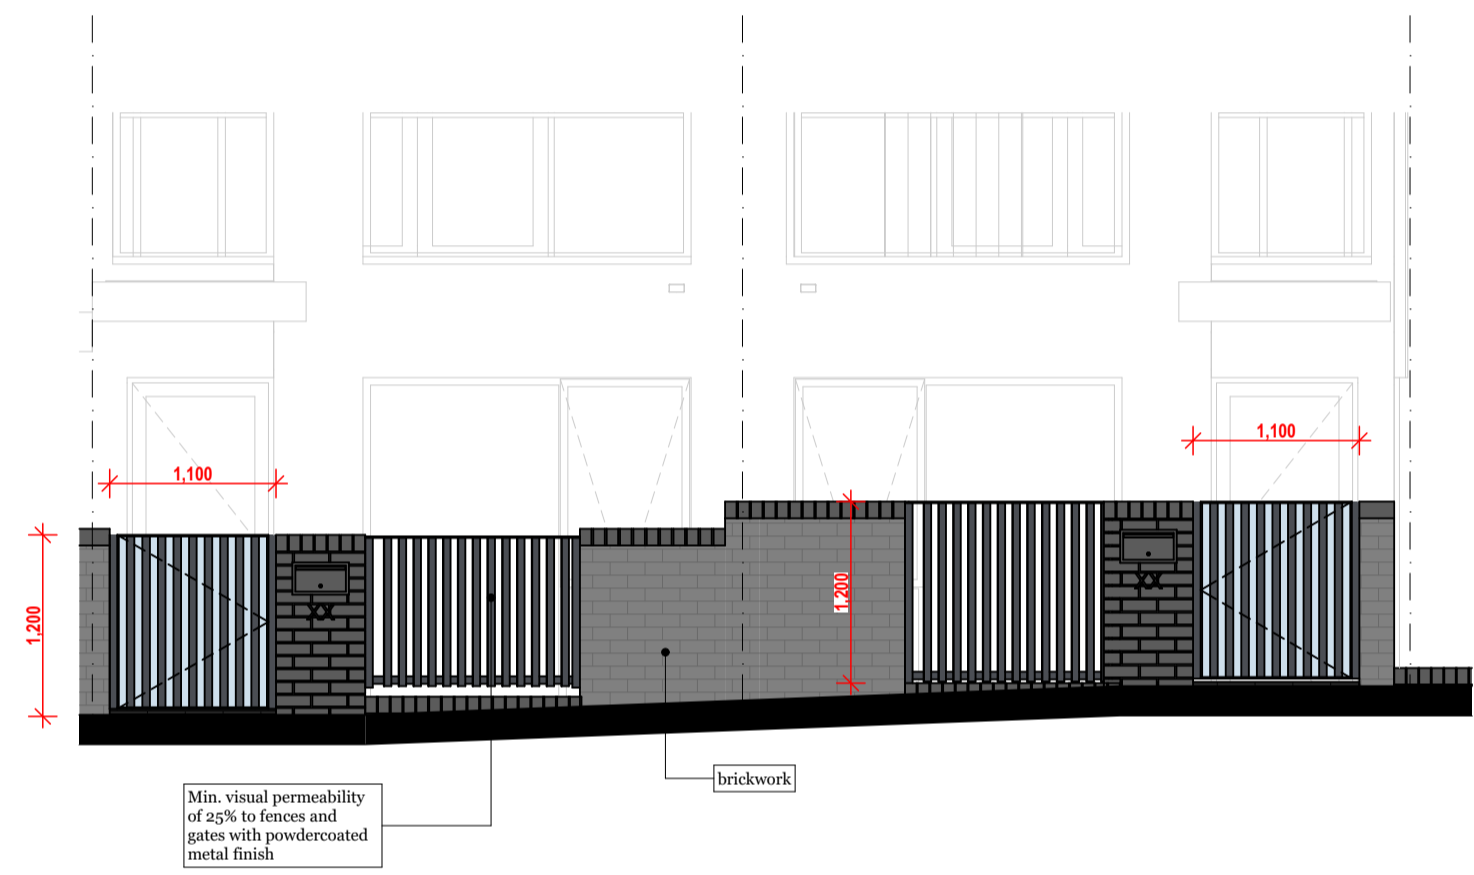 1,100
1,100
1,200
1,200
XX
XX
brickwork
Min. visual permeability
of 25% to fences and
gates with powdercoated
metal finish